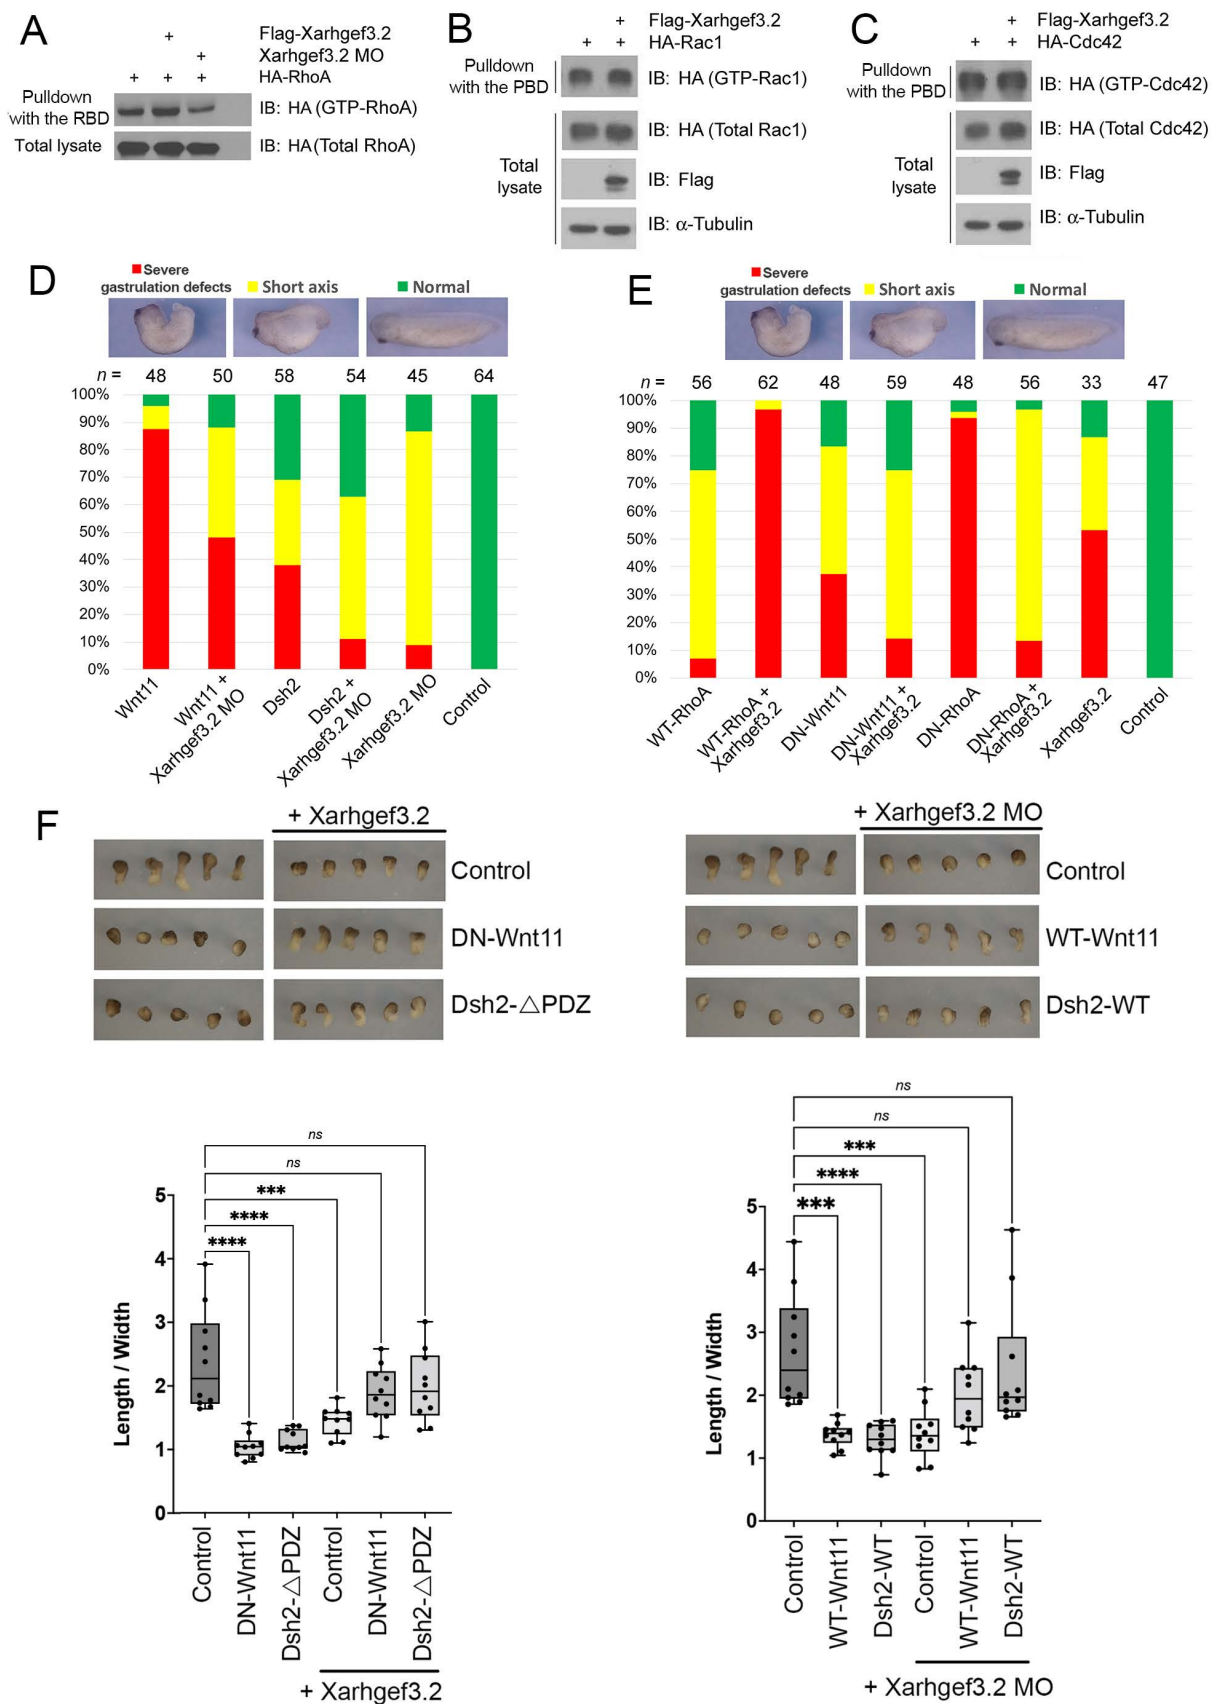 A
+
+
+ + +
Flag-Xarhgef3.2
Xarhgef3.2 MO
HA-RhoA
Pulldown
with the RBD
IB: HA (GTP-RhoA)
Total lysate
IB: HA (Total RhoA)
B
+
+ +
Flag-Xarhgef3.2
HA-Rac1
Pulldown
with the PBD
IB: HA (GTP-Rac1)
IB: HA (Total Rac1)
Total
lysate
IB: Flag
IB: α-Tubulin
C
+
+ +
Flag-Xarhgef3.2
HA-Cdc42
Pulldown
with the PBD
IB: HA (GTP-Cdc42)
IB: HA (Total Cdc42)
Total
lysate
IB: Flag
IB: α-Tubulin
D
Severe
gastrulation defects
Short axis
Normal
n = 48 50 58 54 45 64
100%
90%
80%
70%
60%
50%
40%
30%
20%
10%
0%
Wnt11
Wnt11 +
Xarhgef3.2 MO
Dsh2
Dsh2 +
Xarhgef3.2 MO
Xarhgef3.2 MO
Control
E
Severe
gastrulation defects
Short axis
Normal
n = 56 62 48 59 48 56 33 47
100%
90%
80%
70%
60%
50%
40%
30%
20%
10%
0%
WT-RhoA
WT-RhoA +
Xarhgef3.2
DN-Wnt11
DN-Wnt11 +
Xarhgef3.2
DN-RhoA
DN-RhoA +
Xarhgef3.2
Xarhgef3.2
Control
F
+ Xarhgef3.2
Control
DN-Wnt11
Dsh2-△PDZ
+ Xarhgef3.2 MO
Control
WT-Wnt11
Dsh2-WT
ns
ns
***
****
****
Length / Width
5
4
3
2
1
0
Control
DN-Wnt11
Dsh2-△PDZ
Control
DN-Wnt11
Dsh2-△PDZ
+ Xarhgef3.2
ns
ns
***
****
***
Length / Width
5
4
3
2
1
0
Control
WT-Wnt11
Dsh2-WT
Control
WT-Wnt11
Dsh2-WT
+ Xarhgef3.2 MO